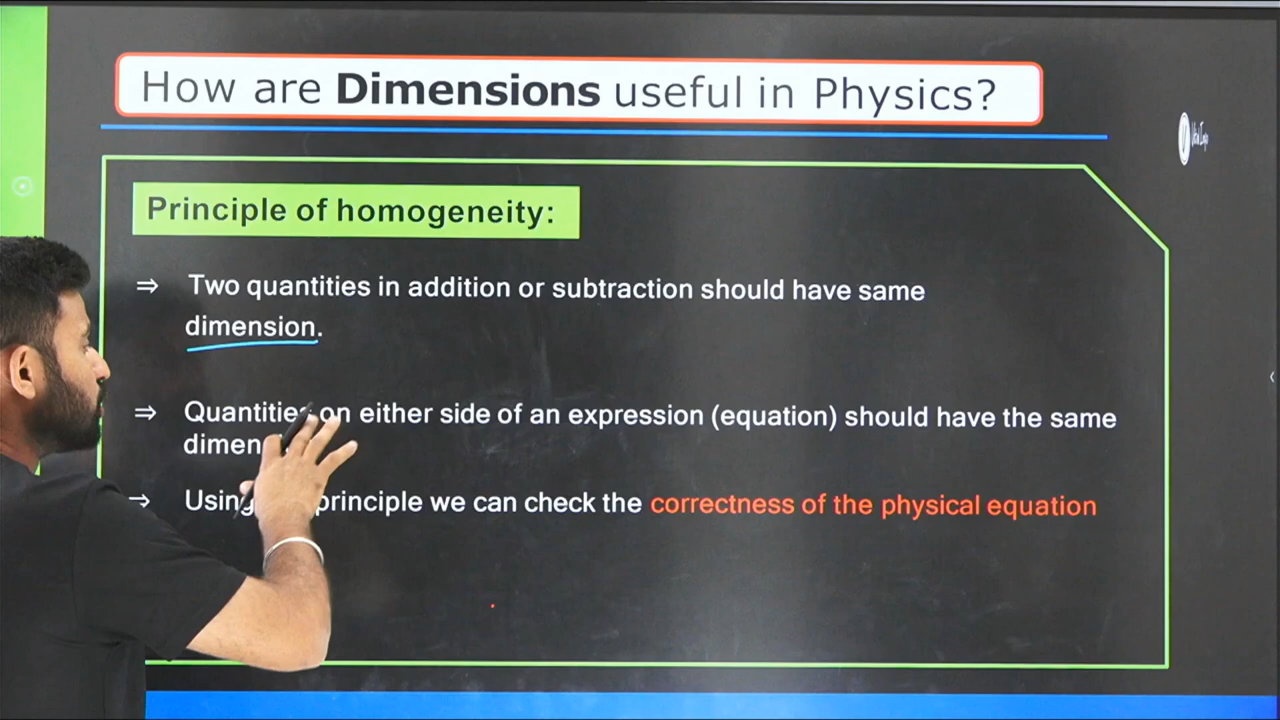 How are Dimensions useful in Physics?
Principle of homogeneity:
⇒ Two quantities in addition or subtraction should have same
dimension.
⇒ Quantities on either side of an expression (equation) should have the same
dimen
→ Using principle we can check the correctness of the physical equation